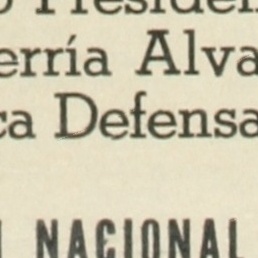 o Presiden
erría Alva
ca Defensa
NACIONAL